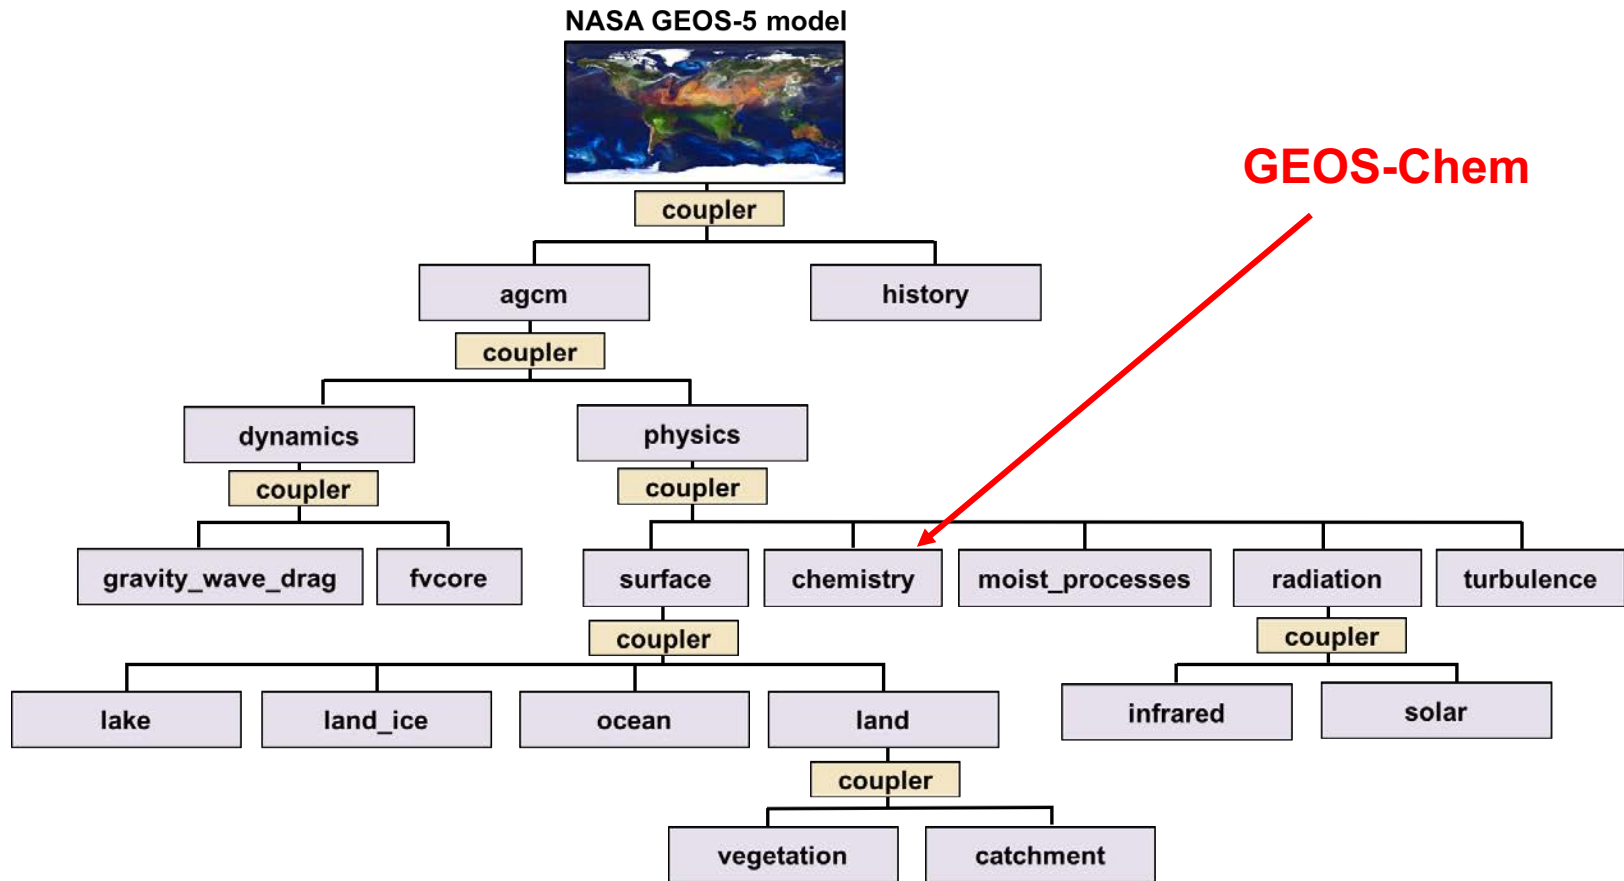 NASA GEOS-5 model
GEOS-Chem
coupler
agcm
history
coupler
dynamics
physics
coupler
coupler
gravity_wave_drag
fvcore
surface
chemistry
moist_processes
radiation
turbulence
coupler
coupler
lake
land_ice
ocean
land
infrared
solar
coupler
vegetation
catchment